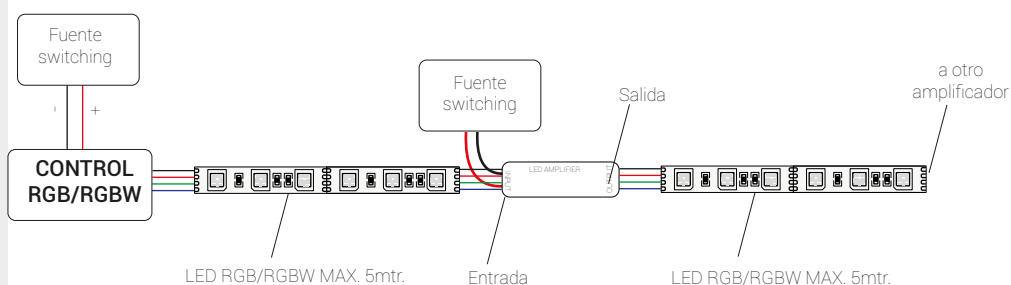 Fuente
switching
-
+
CONTROL
RGB/RGBW
Fuente
switching
INPUT
LED AMPLIFIER
OUTPUT
Salida
a otro
amplificador
LED RGB/RGBW MAX. 5mtr.
Entrada
LED RGB/RGBW MAX. 5mtr.